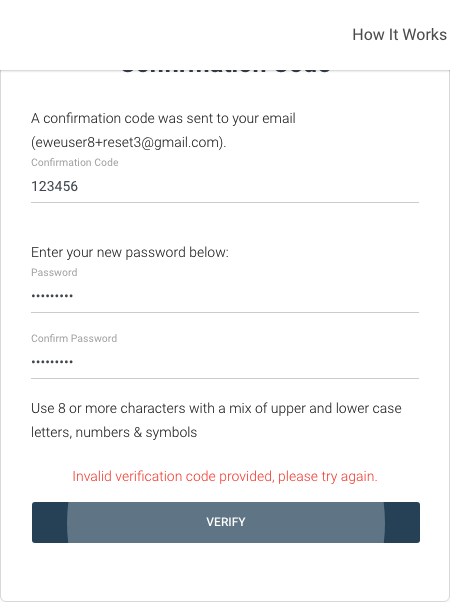 How It Works
Confirmation Code
A confirmation code was sent to your email
(eweuser8+reset3@gmail.com).
Confirmation Code
123456
Enter your new password below:
Password
•••••••••
Confirm Password
•••••••••
Use 8 or more characters with a mix of upper and lower case
letters, numbers & symbols
Invalid verification code provided, please try again.
VERIFY